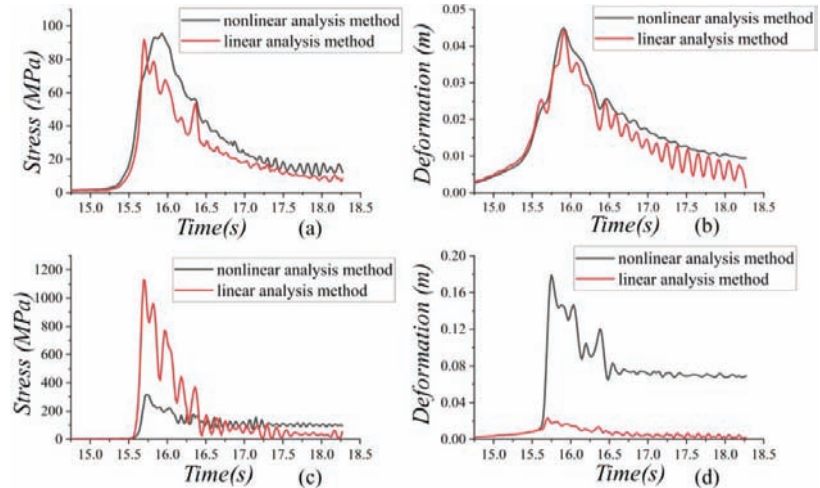 nonlinear analysis method
linear analysis method
Stress (MPa)
100
80
60
40
20
0
15.0 15.5 16.0 16.5 17.0 17.5 18.0 18.5
Time(s) (a)
nonlinear analysis method
linear analysis method
Deformation (m)
0.05
0.04
0.03
0.02
0.01
0.00
15.0 15.5 16.0 16.5 17.0 17.5 18.0 18.5
Time(s) (b)
nonlinear analysis method
linear analysis method
Stress (MPa)
1200
1000
800
600
400
200
0
15.0 15.5 16.0 16.5 17.0 17.5 18.0 18.5
Time(s) (c)
nonlinear analysis method
linear analysis method
Deformation (m)
0.20
0.16
0.12
0.08
0.04
0.00
15.0 15.5 16.0 16.5 17.0 17.5 18.0 18.5
Time(s) (d)